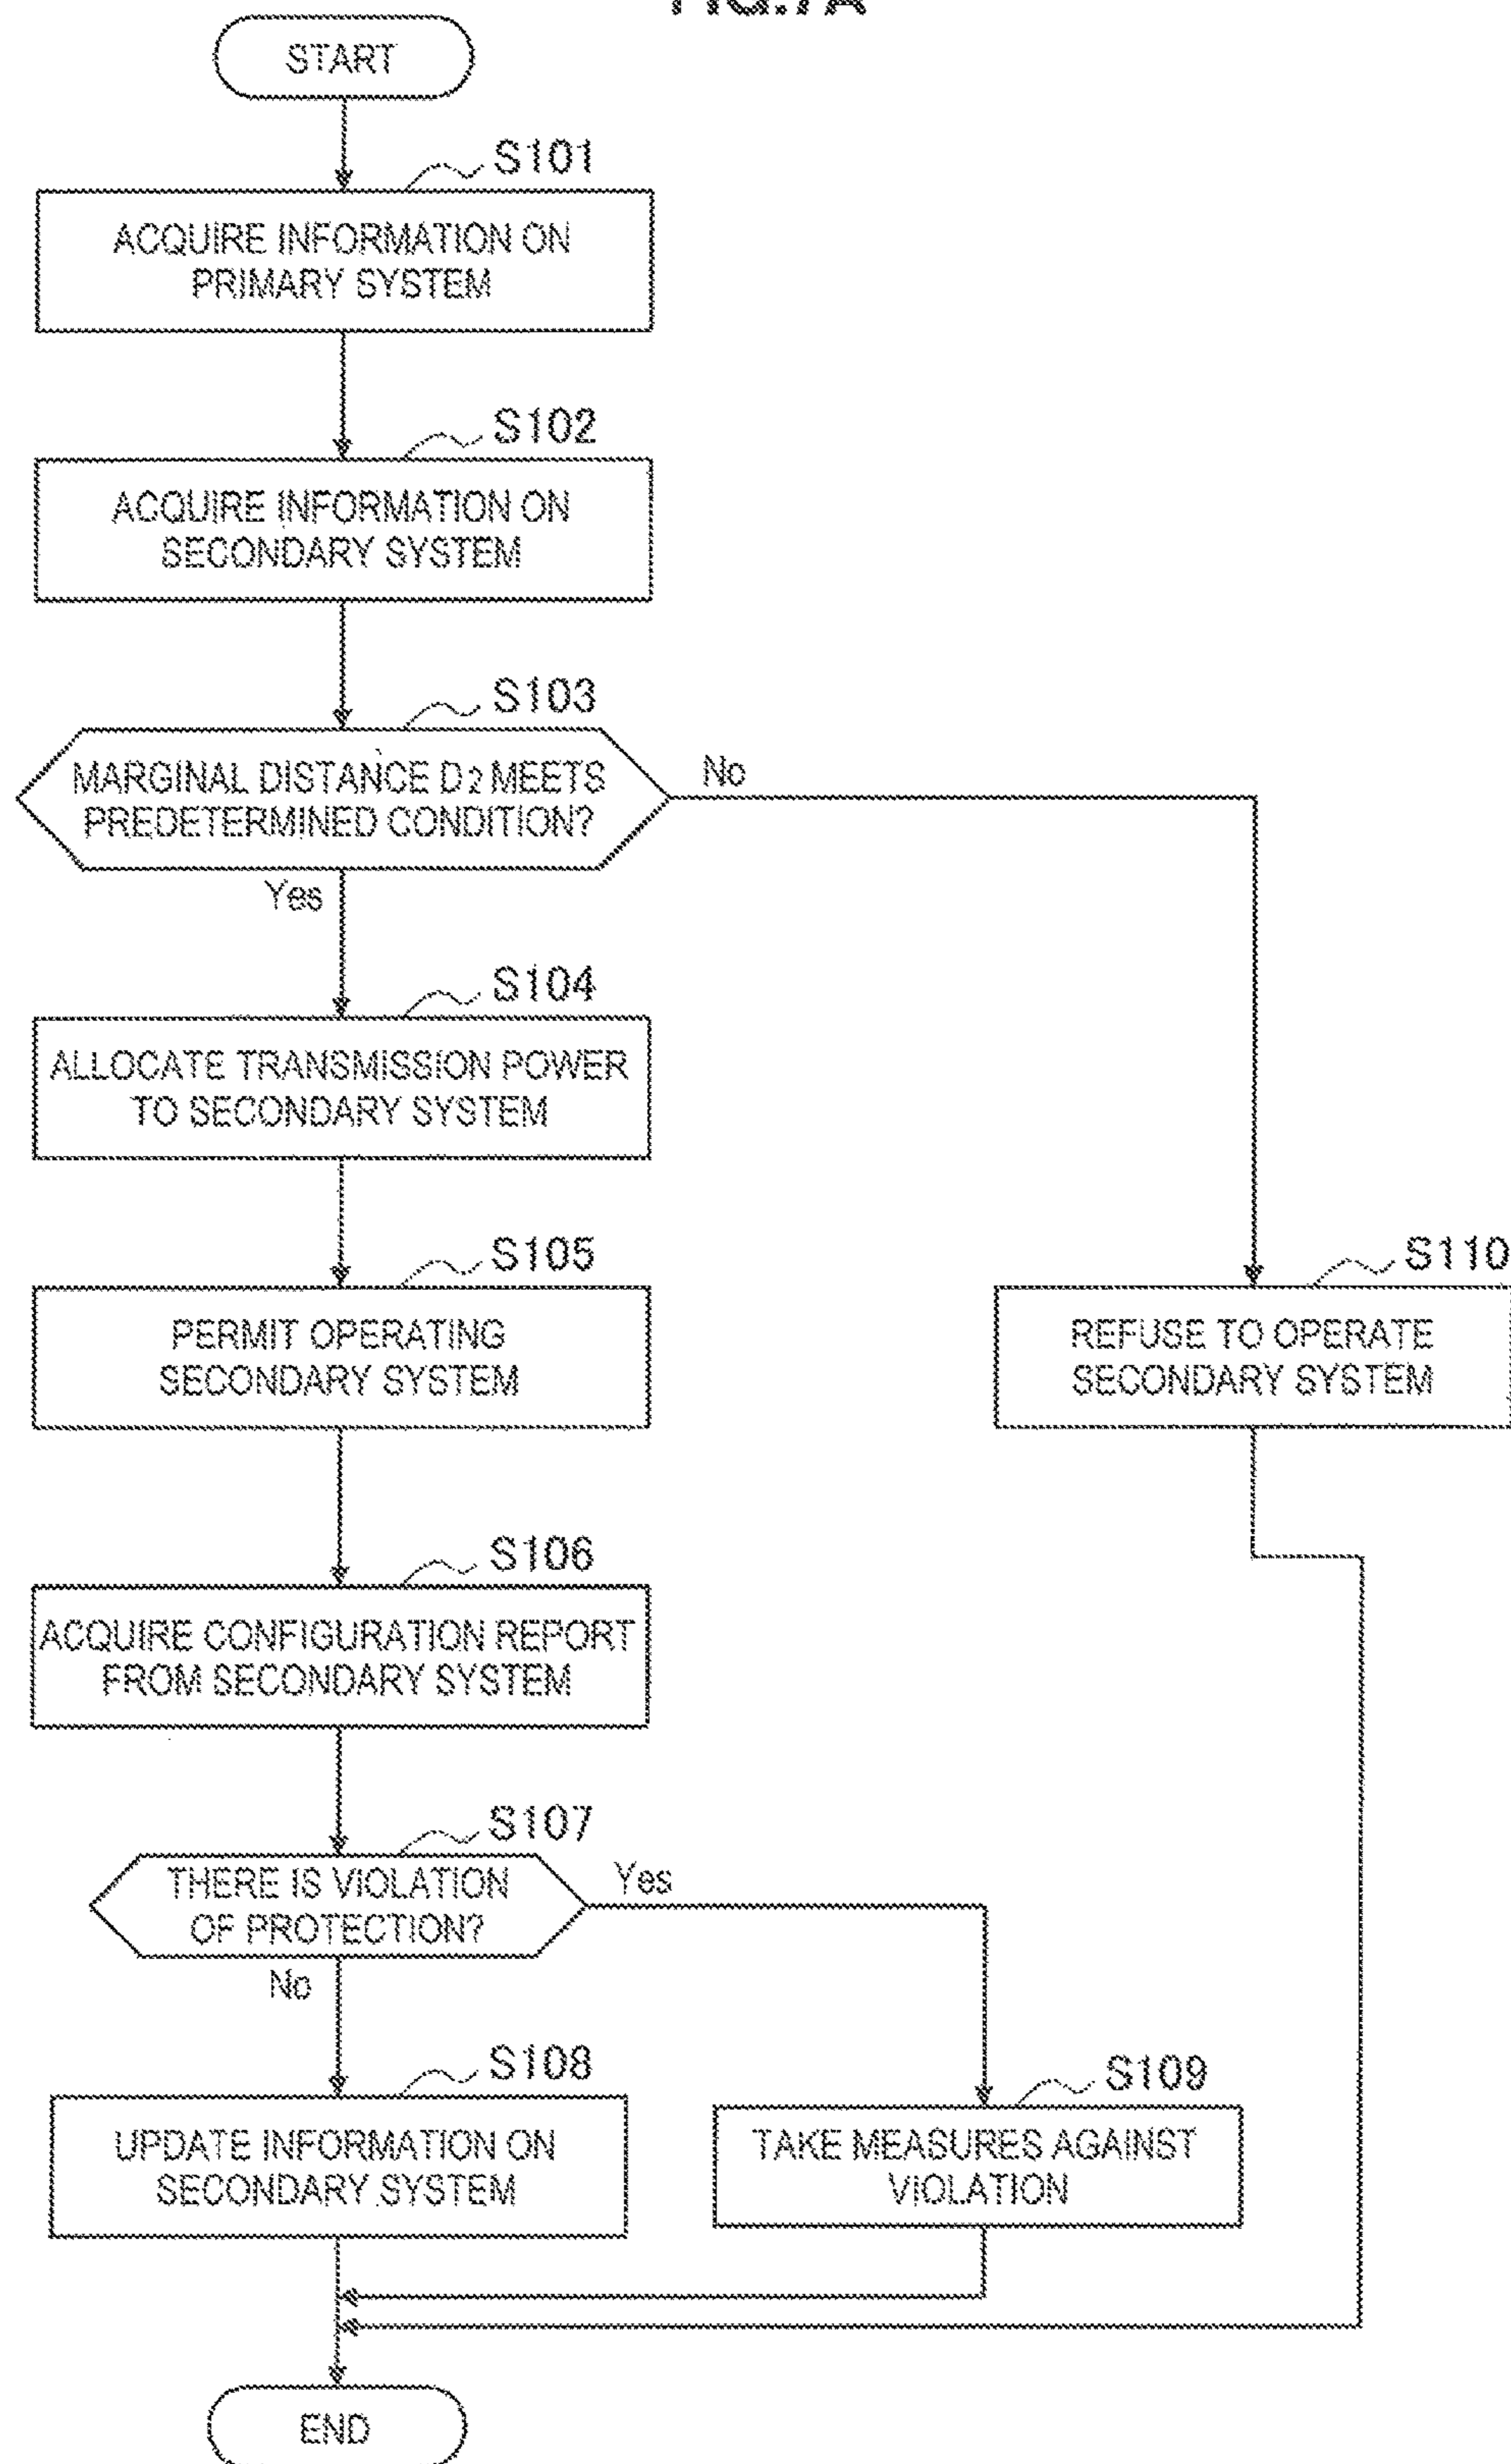 FIG.7A
START
S101
ACQUIRE INFORMATION ON
PRIMARY SYSTEM
S102
ACQUIRE INFORMATION ON
SECONDARY SYSTEM
S103
MARGINAL DISTANCE D2 MEETS
PREDETERMINED CONDITION?
No
Yes
S104
ALLOCATE TRANSMISSION POWER
TO SECONDARY SYSTEM
S105
PERMIT OPERATING
SECONDARY SYSTEM
S110
REFUSE TO OPERATE
SECONDARY SYSTEM
S106
ACQUIRE CONFIGURATION REPORT
FROM SECONDARY SYSTEM
S107
THERE IS VIOLATION
OF PROTECTION?
Yes
No
S108
UPDATE INFORMATION ON
SECONDARY SYSTEM
S109
TAKE MEASURES AGAINST
VIOLATION
END